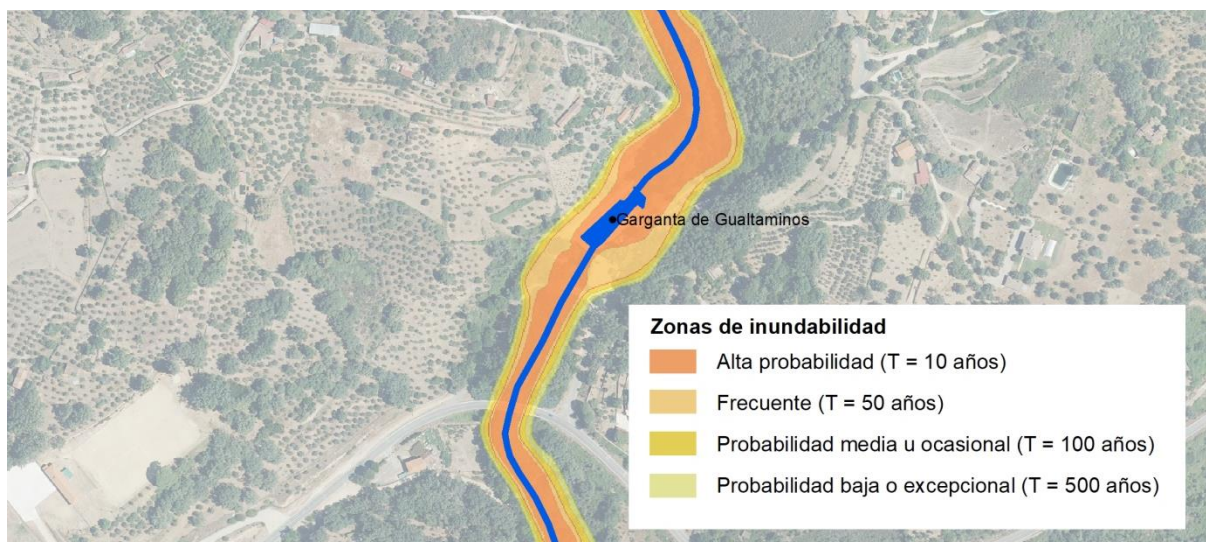 Garganta de Gualtaminos
Zonas de inundabilidad
Alta probabilidad (T = 10 años)
Frecuente (T = 50 años)
Probabilidad media u ocasional (T = 100 años)
Probabilidad baja o excepcional (T = 500 años)